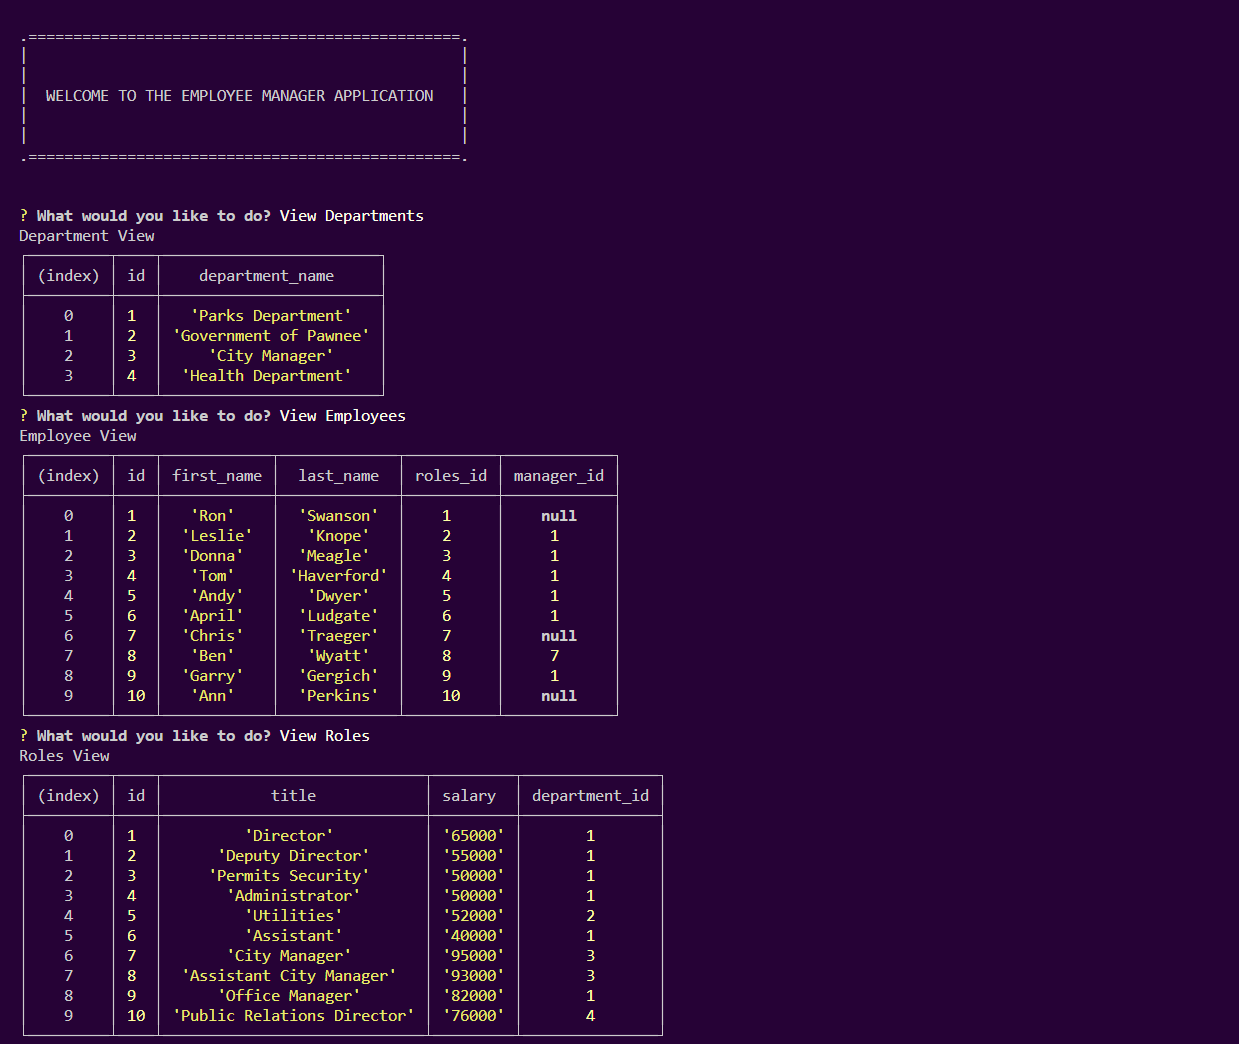 .================================================.
WELCOME TO THE EMPLOYEE MANAGER APPLICATION
.================================================.
? What would you like to do? View Departments
Department View
(index) id department_name
0 1 'Parks Department'
1 2 'Government of Pawnee'
2 3 'City Manager'
3 4 'Health Department'
? What would you like to do? View Employees
Employee View
(index) id first_name last_name roles_id manager_id
0 1 'Ron' 'Swanson' 1 null
1 2 'Leslie' 'Knope' 2 1
2 3 'Donna' 'Meagle' 3 1
3 4 'Tom' 'Haverford' 4 1
4 5 'Andy' 'Dwyer' 5 1
5 6 'April' 'Ludgate' 6 1
6 7 'Chris' 'Traeger' 7 null
7 8 'Ben' 'Wyatt' 8 7
8 9 'Garry' 'Gergich' 9 1
9 10 'Ann' 'Perkins' 10 null
? What would you like to do? View Roles
Roles View
(index) id title salary department_id
0 1 'Director' '65000' 1
1 2 'Deputy Director' '55000' 1
2 3 'Permits Security' '50000' 1
3 4 'Administrator' '50000' 1
4 5 'Utilities' '52000' 2
5 6 'Assistant' '40000' 1
6 7 'City Manager' '95000' 3
7 8 'Assistant City Manager' '93000' 3
8 9 'Office Manager' '82000' 1
9 10 'Public Relations Director' '76000' 4